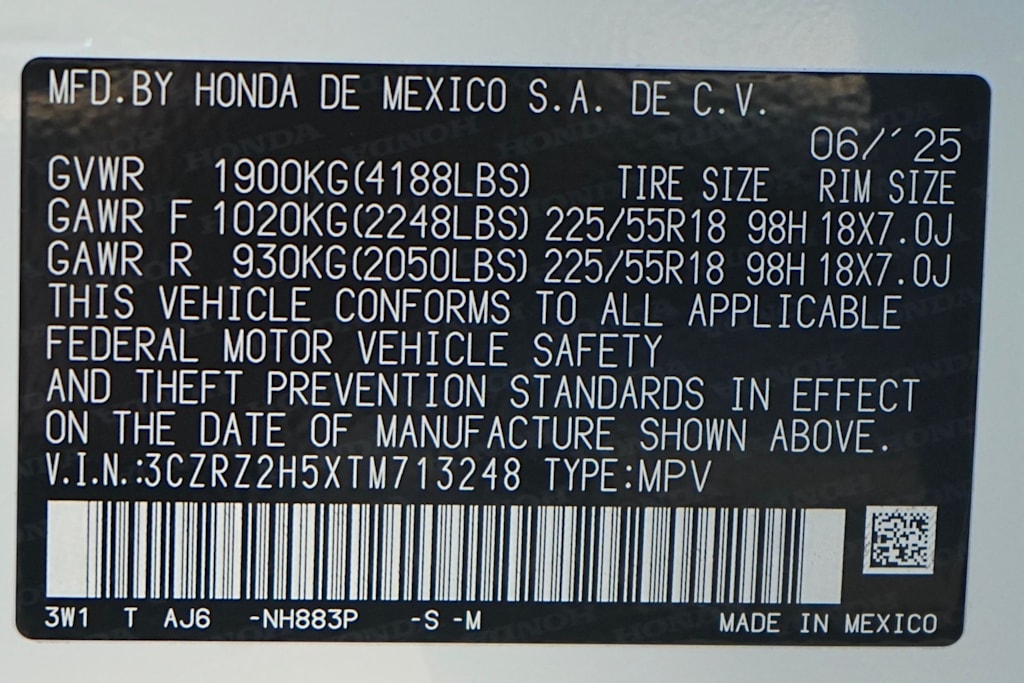 MFD.BY HONDA DE MEXICO S.A. DE C.V.
06/´25
GVWR 1900KG(4188LBS) TIRE SIZE RIM SIZE
GAWR F 1020KG(2248LBS) 225/55R18 98H 18X7.0J
GAWR R 930KG(2050LBS) 225/55R18 98H 18X7.0J
THIS VEHICLE CONFORMS TO ALL APPLICABLE
FEDERAL MOTOR VEHICLE SAFETY
AND THEFT PREVENTION STANDARDS IN EFFECT
ON THE DATE OF MANUFACTURE SHOWN ABOVE.
V.I.N.:3CZRZ2H5XTM713248 TYPE:MPV
3W1 T AJ6 -NH883P -S -M MADE IN MEXICO